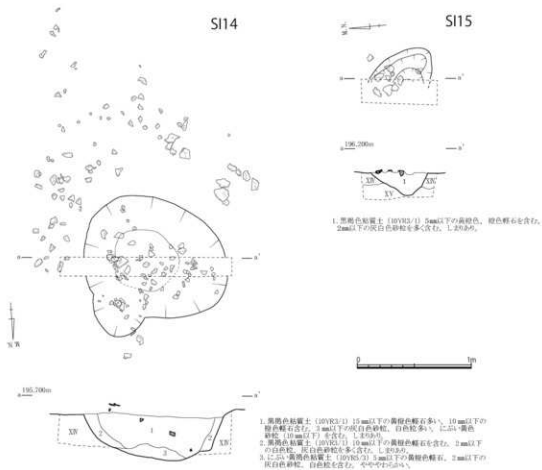 SI14
SI15
a
a'
196.200m
a
a'
XIV
1
XIV
XV
1. 黒褐色粘質土 (10YR3/1) 5mm以下の黄橙色、橙色軽石を含む。
2mm以下の灰白色砂粒を多く含む。しまりあり。
a
a'
0
1m
195.700m
a
a'
XIV
2
1
3
2
XIV
1. 黒褐色粘質土 (10YR3/1) 15mm以下の黄橙色軽石多い。10mm以下の
橙色軽石含む。3mm以下の灰白色砂粒、白色粒多い。にぶい黄色
砂粒 (10mm以下) を含む。しまりあり。
2. 黒褐色粘質土 (10YR3/1) 10mm以下の黄橙色軽石を含む。2mm以下
の白色粒、灰白色砂粒を多く含む。しまりあり。
3. にぶい黄褐色粘質土 (10YR5/3) 5mm以下の黄橙色軽石、2mm以下の
灰白色砂粒、白色粒を含む。やややわらかい。